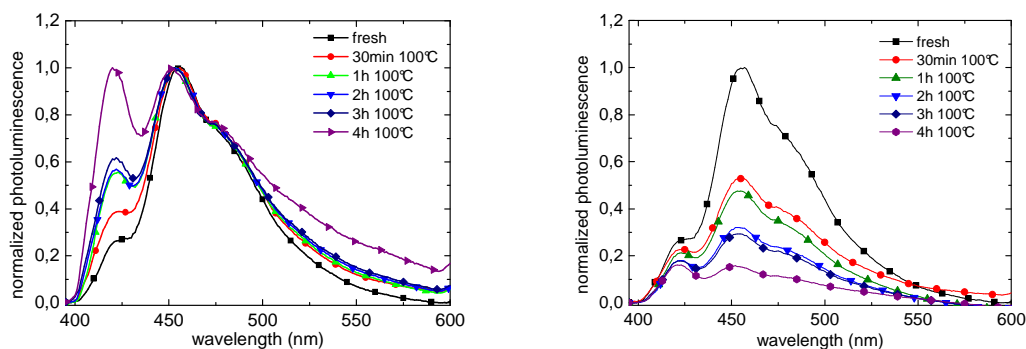 1,2
1,0
0,8
0,6
0,4
0,2
0,0
normalized photoluminescence
fresh
30min 100°C
1h 100°C
2h 100°C
3h 100°C
4h 100°C
400 450 500 550 600
wavelength (nm)
1,2
1,0
0,8
0,6
0,4
0,2
0,0
normalized photoluminescence
fresh
30min 100°C
1h 100°C
2h 100°C
3h 100°C
4h 100°C
400 450 500 550 600
wavelength (nm)